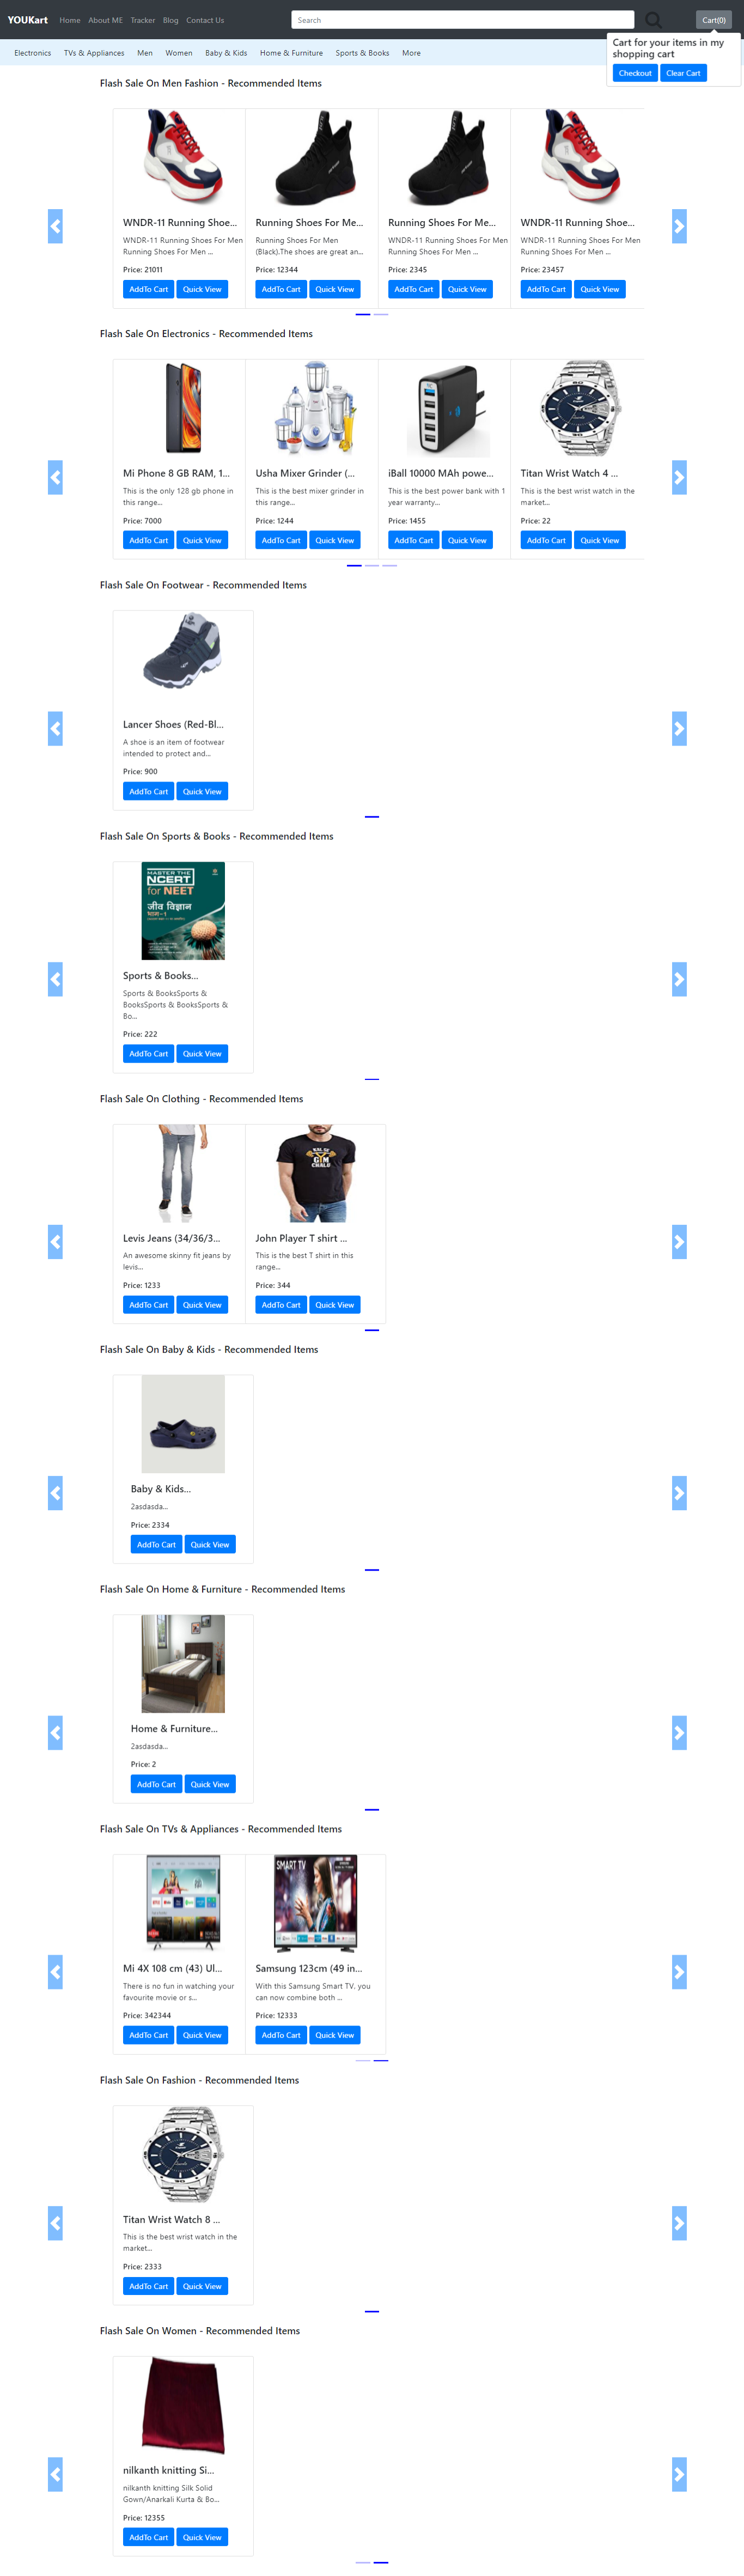 YOUKart Home About ME Tracker Blog Contact Us Search Cart(0)
Electronics TVs & Appliances Men Women Baby & Kids Home & Furniture Sports & Books More
Cart for your items in my
shopping cart
Checkout Clear Cart
Flash Sale On Men Fashion - Recommended Items
WNDR-11 Running Shoe...
WNDR-11 Running Shoes For Men
Running Shoes For Men ...
Price: 21011
AddTo Cart Quick View
Running Shoes For Me...
Running Shoes For Men
(Black).The shoes are great an...
Price: 12344
AddTo Cart Quick View
Running Shoes For Me...
WNDR-11 Running Shoes For Men
Running Shoes For Men ...
Price: 2345
AddTo Cart Quick View
WNDR-11 Running Shoe...
WNDR-11 Running Shoes For Men
Running Shoes For Men ...
Price: 23457
AddTo Cart Quick View
Flash Sale On Electronics - Recommended Items
Mi Phone 8 GB RAM, 1...
This is the only 128 gb phone in
this range...
Price: 7000
AddTo Cart Quick View
Usha Mixer Grinder (...
This is the best mixer grinder in
this range...
Price: 1244
AddTo Cart Quick View
iBall 10000 MAh powe...
This is the best power bank with 1
year warranty...
Price: 1455
AddTo Cart Quick View
Titan Wrist Watch 4 ...
This is the best wrist watch in the
market...
Price: 22
AddTo Cart Quick View
Flash Sale On Footwear - Recommended Items
Lancer Shoes (Red-Bl...
A shoe is an item of footwear
intended to protect and...
Price: 900
AddTo Cart Quick View
Flash Sale On Sports & Books - Recommended Items
MASTER THE
NCERT
for NEET
जीव विज्ञान
भाग-1
Sports & Books...
Sports & BooksSports &
BooksSports & BooksSports &
Bo...
Price: 222
AddTo Cart Quick View
Flash Sale On Clothing - Recommended Items
Levis Jeans (34/36/3...
An awesome skinny fit jeans by
levis...
Price: 1233
AddTo Cart Quick View
KAL SE
GYM
CHALU
John Player T shirt ...
This is the best T shirt in this
range...
Price: 344
AddTo Cart Quick View
Flash Sale On Baby & Kids - Recommended Items
Baby & Kids...
2asdasda...
Price: 2334
AddTo Cart Quick View
Flash Sale On Home & Furniture - Recommended Items
Home & Furniture...
2asdasda...
Price: 2
AddTo Cart Quick View
Flash Sale On TVs & Appliances - Recommended Items
Mi 4X 108 cm (43) Ul...
There is no fun in watching your
favourite movie or s...
Price: 342344
AddTo Cart Quick View
SMART TV
Samsung 123cm (49 in...
With this Samsung Smart TV, you
can now combine both ...
Price: 12333
AddTo Cart Quick View
Flash Sale On Fashion - Recommended Items
Titan Wrist Watch 8 ...
This is the best wrist watch in the
market...
Price: 2333
AddTo Cart Quick View
Flash Sale On Women - Recommended Items
nilkanth knitting Si...
nilkanth knitting Silk Solid
Gown/Anarkali Kurta & Bo...
Price: 12355
AddTo Cart Quick View